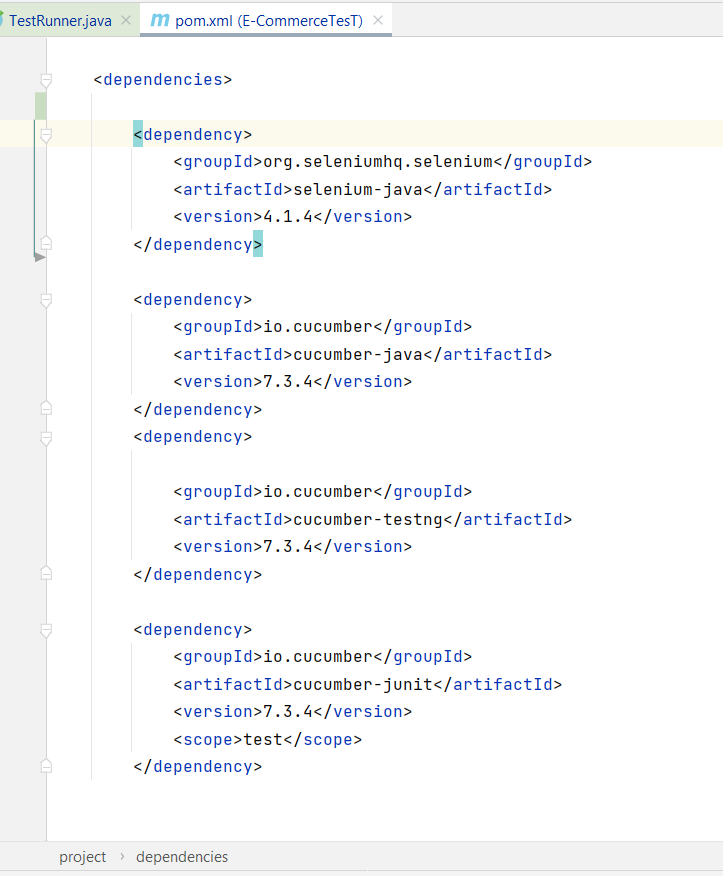 TestRunner.java
pom.xml (E-CommerceTesT)
<dependencies>
<dependency>
<groupId>org.seleniumhq.selenium</groupId>
<artifactId>selenium-java</artifactId>
<version>4.1.4</version>
</dependency>
<dependency>
<groupId>io.cucumber</groupId>
<artifactId>cucumber-java</artifactId>
<version>7.3.4</version>
</dependency>
<dependency>
<groupId>io.cucumber</groupId>
<artifactId>cucumber-testng</artifactId>
<version>7.3.4</version>
</dependency>
<dependency>
<groupId>io.cucumber</groupId>
<artifactId>cucumber-junit</artifactId>
<version>7.3.4</version>
<scope>test</scope>
</dependency>
project › dependencies